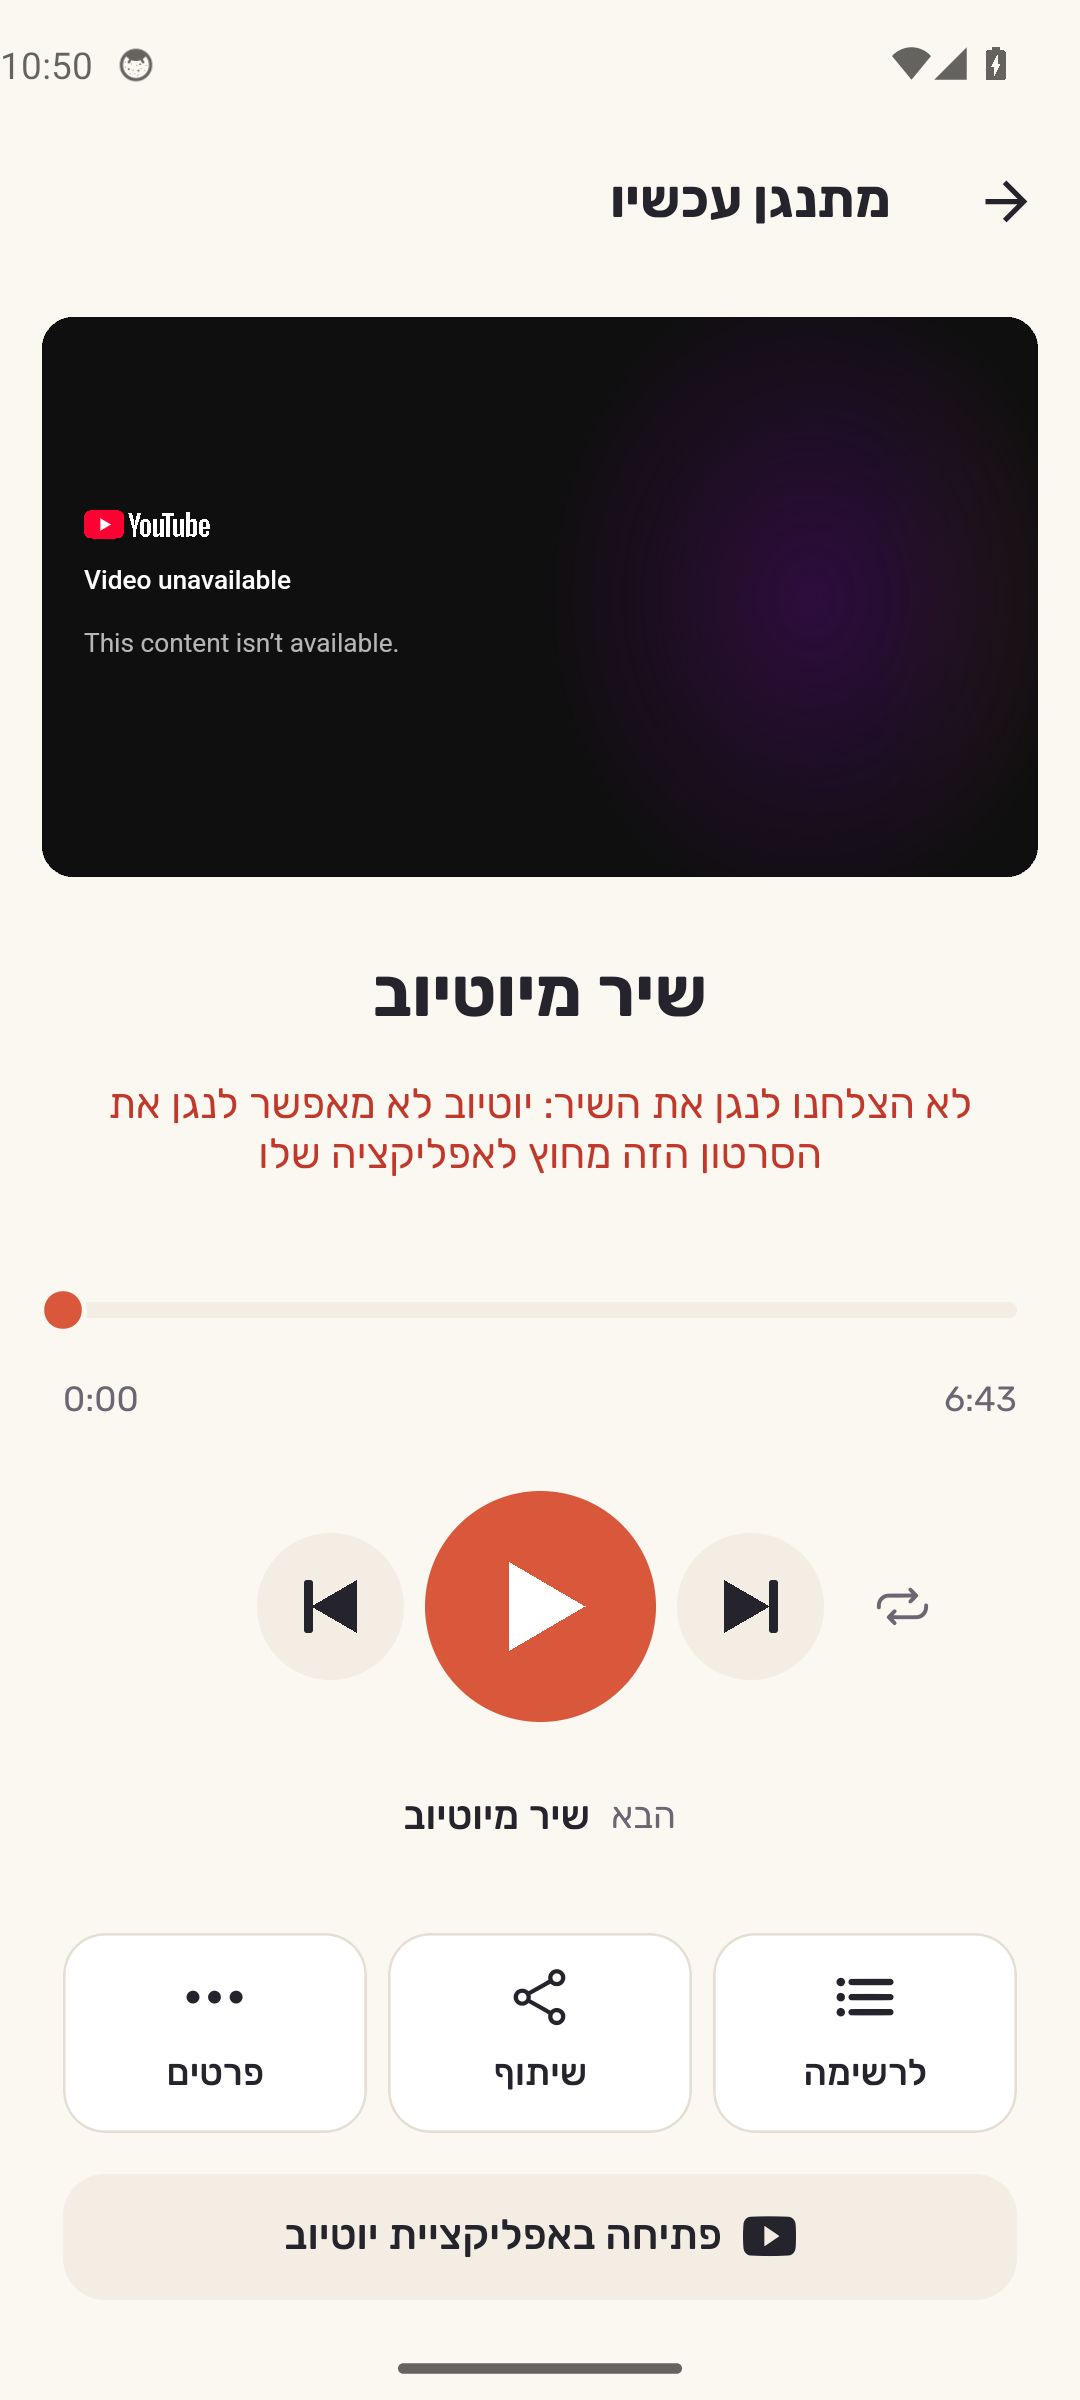 10:50
מתנגן עכשיו
YouTube
Video unavailable
This content isn’t available.
שיר מיוטיוב
לא הצלחנו לנגן את השיר: יוטיוב לא מאפשר לנגן את
הסרטון הזה מחוץ לאפליקציה שלו
0:00
6:43
הבא שיר מיוטיוב
לרשימה
שיתוף
פרטים
פתיחה באפליקציית יוטיוב